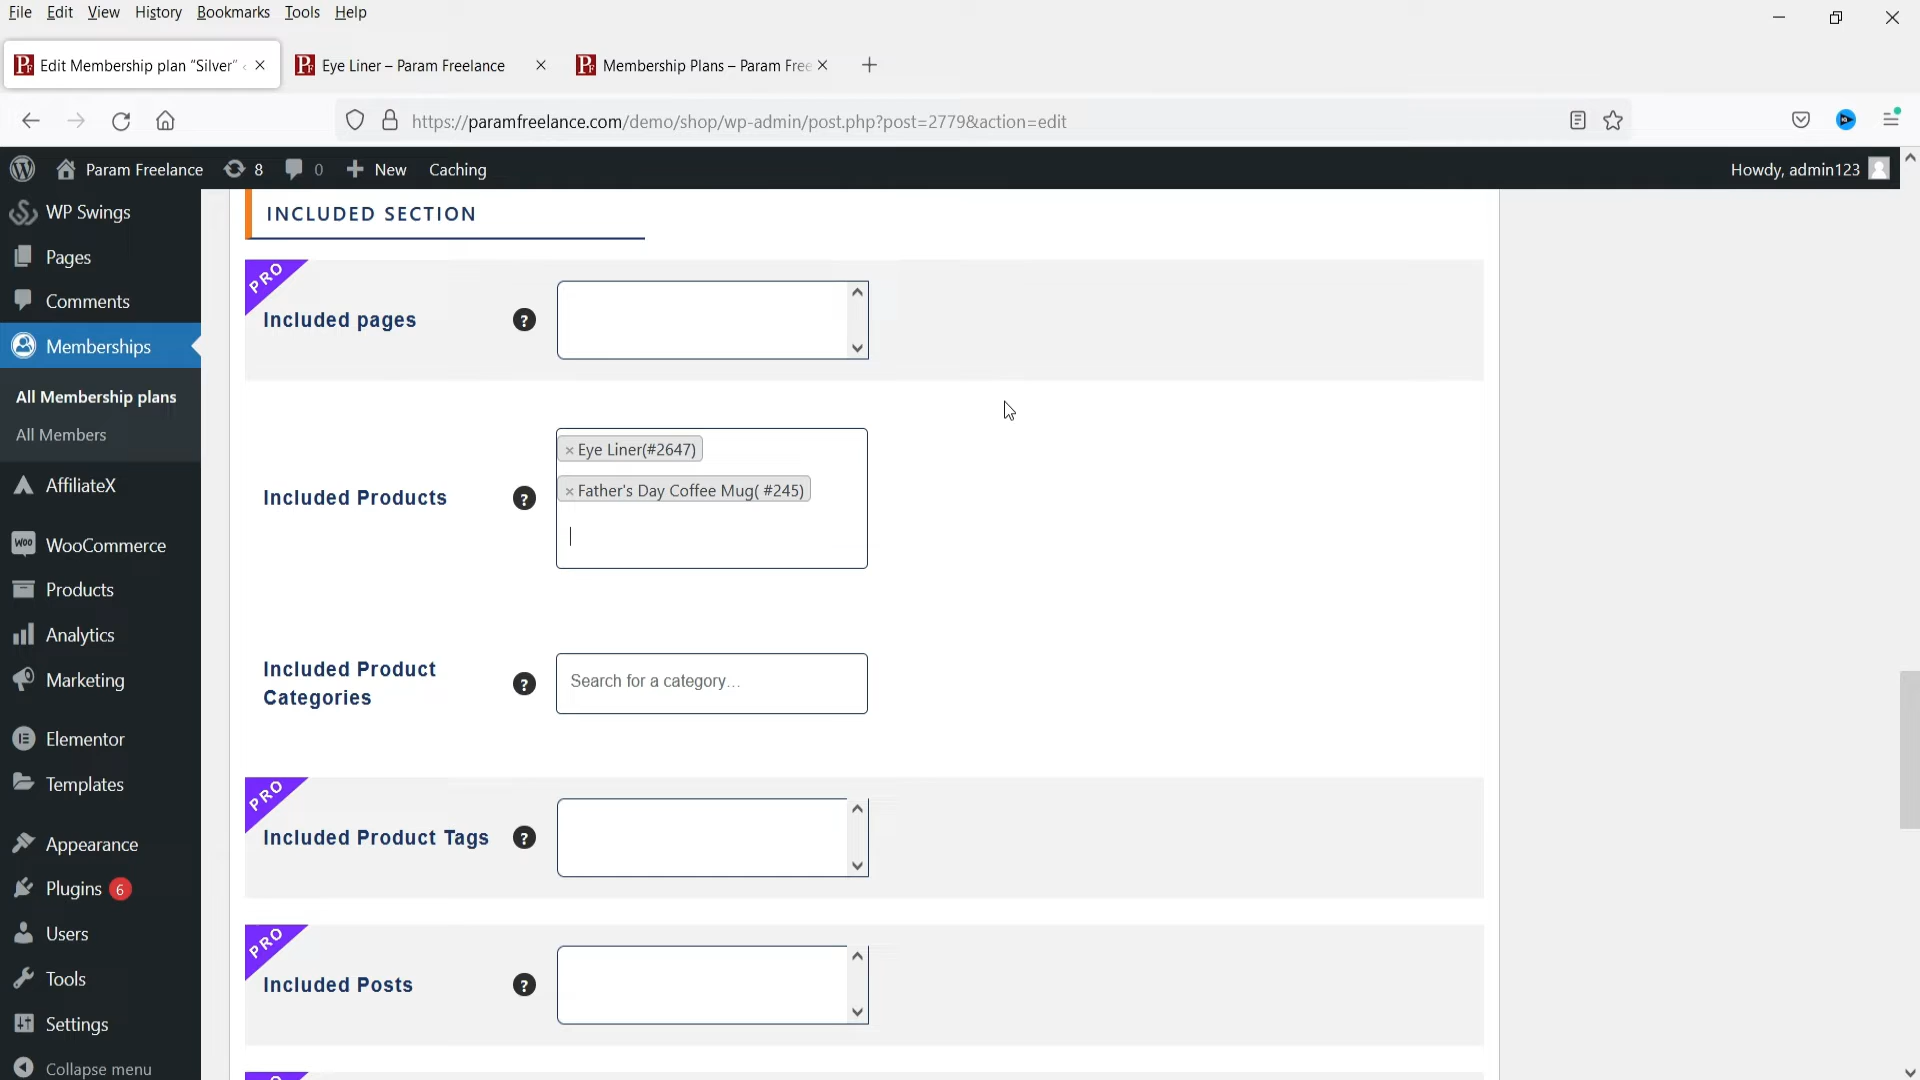 File Edit View History Bookmarks Tools Help
Edit Membership plan “Silver” ‹
Eye Liner – Param Freelance
Membership Plans – Param Free
https://paramfreelance.com/demo/shop/wp-admin/post.php?post=2779&action=edit
Param Freelance 8 0 New Caching Howdy, admin123
WP Swings
Pages
Comments
Memberships
All Membership plans
All Members
AffiliateX
Woo WooCommerce
Products
Analytics
Marketing
Elementor
Templates
Appearance
Plugins 6
Users
Tools
Settings
Collapse menu
INCLUDED SECTION
PRO
Included pages ?
Included Products ?
× Eye Liner(#2647)
× Father's Day Coffee Mug( #245)
Included Product
Categories ?
Search for a category…
PRO
Included Product Tags ?
PRO
Included Posts ?